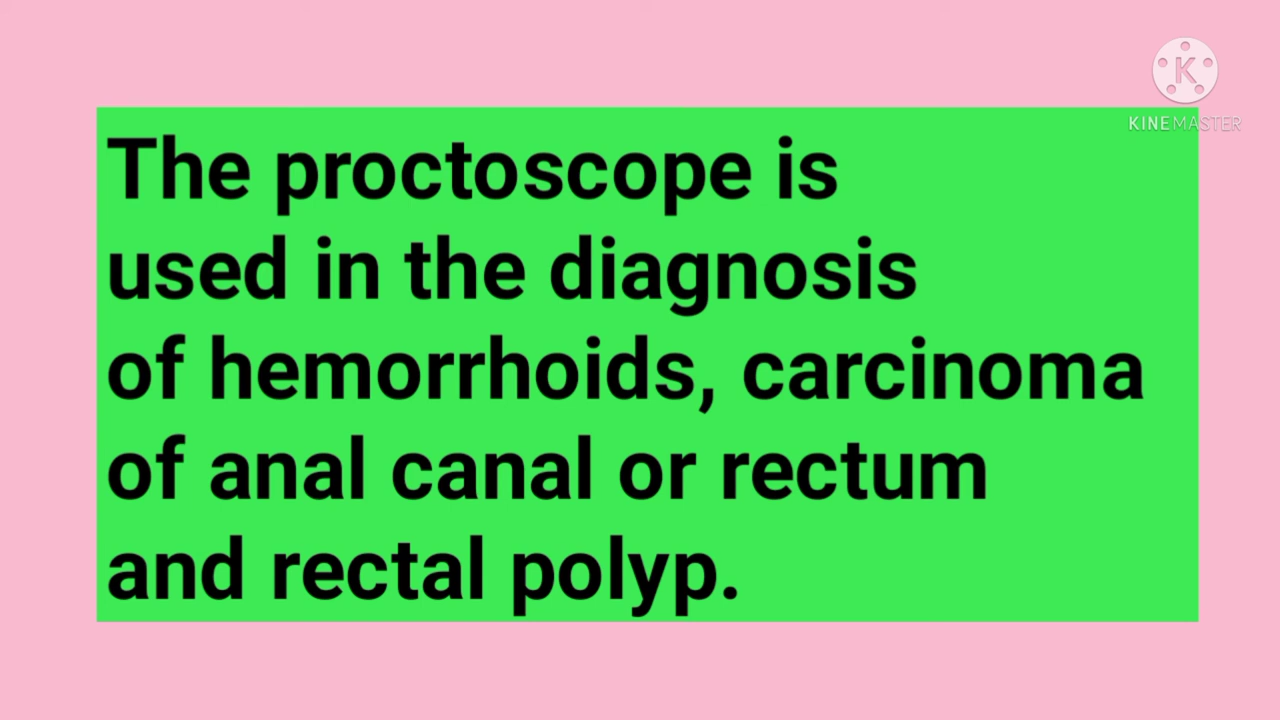 K
KINEMASTER
The proctoscope is
used in the diagnosis
of hemorrhoids, carcinoma
of anal canal or rectum
and rectal polyp.